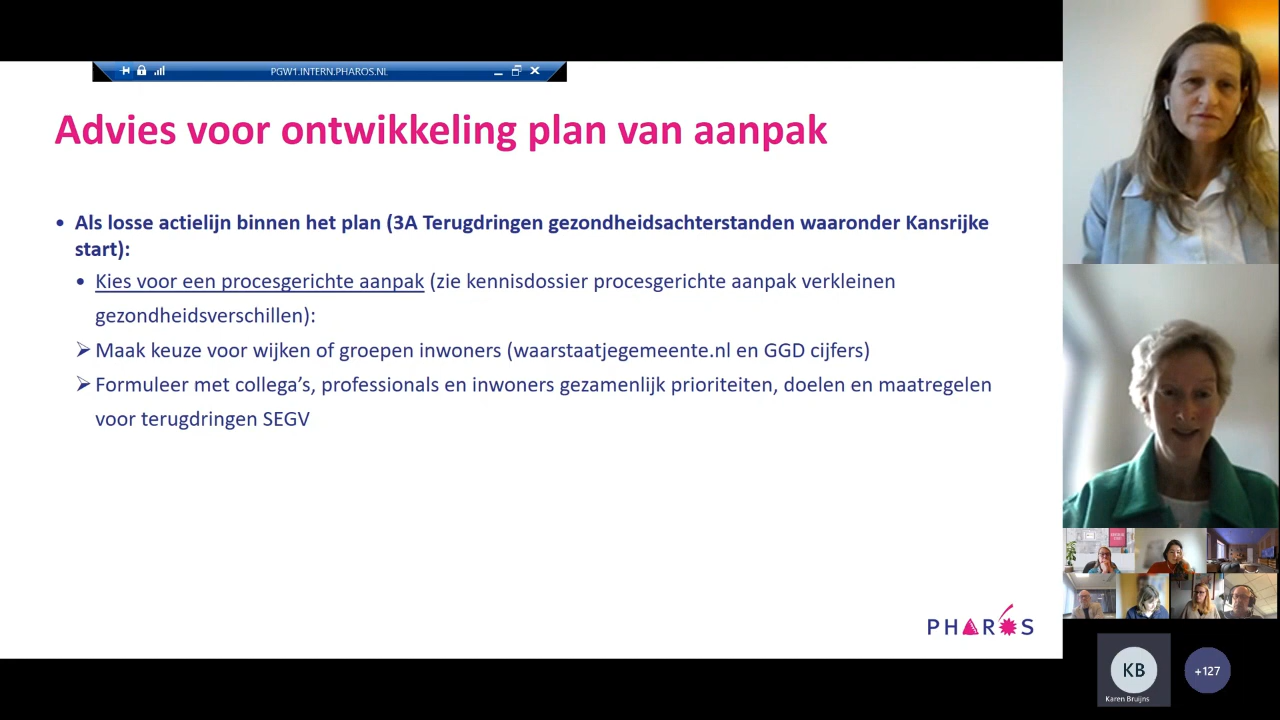 PGW1.INTERN.PHAROS.NL
Advies voor ontwikkeling plan van aanpak
• Als losse actielijn binnen het plan (3A Terugdringen gezondheidsachterstanden waaronder Kansrijke
start):
• Kies voor een procesgerichte aanpak (zie kennisdossier procesgerichte aanpak verkleinen
gezondheidsverschillen):
➢ Maak keuze voor wijken of groepen inwoners (waarstaatjegemeente.nl en GGD cijfers)
➢ Formuleer met collega’s, professionals en inwoners gezamenlijk prioriteiten, doelen en maatregelen
voor terugdringen SEGV
PHAROS
KB
Karen Bruijns
+127